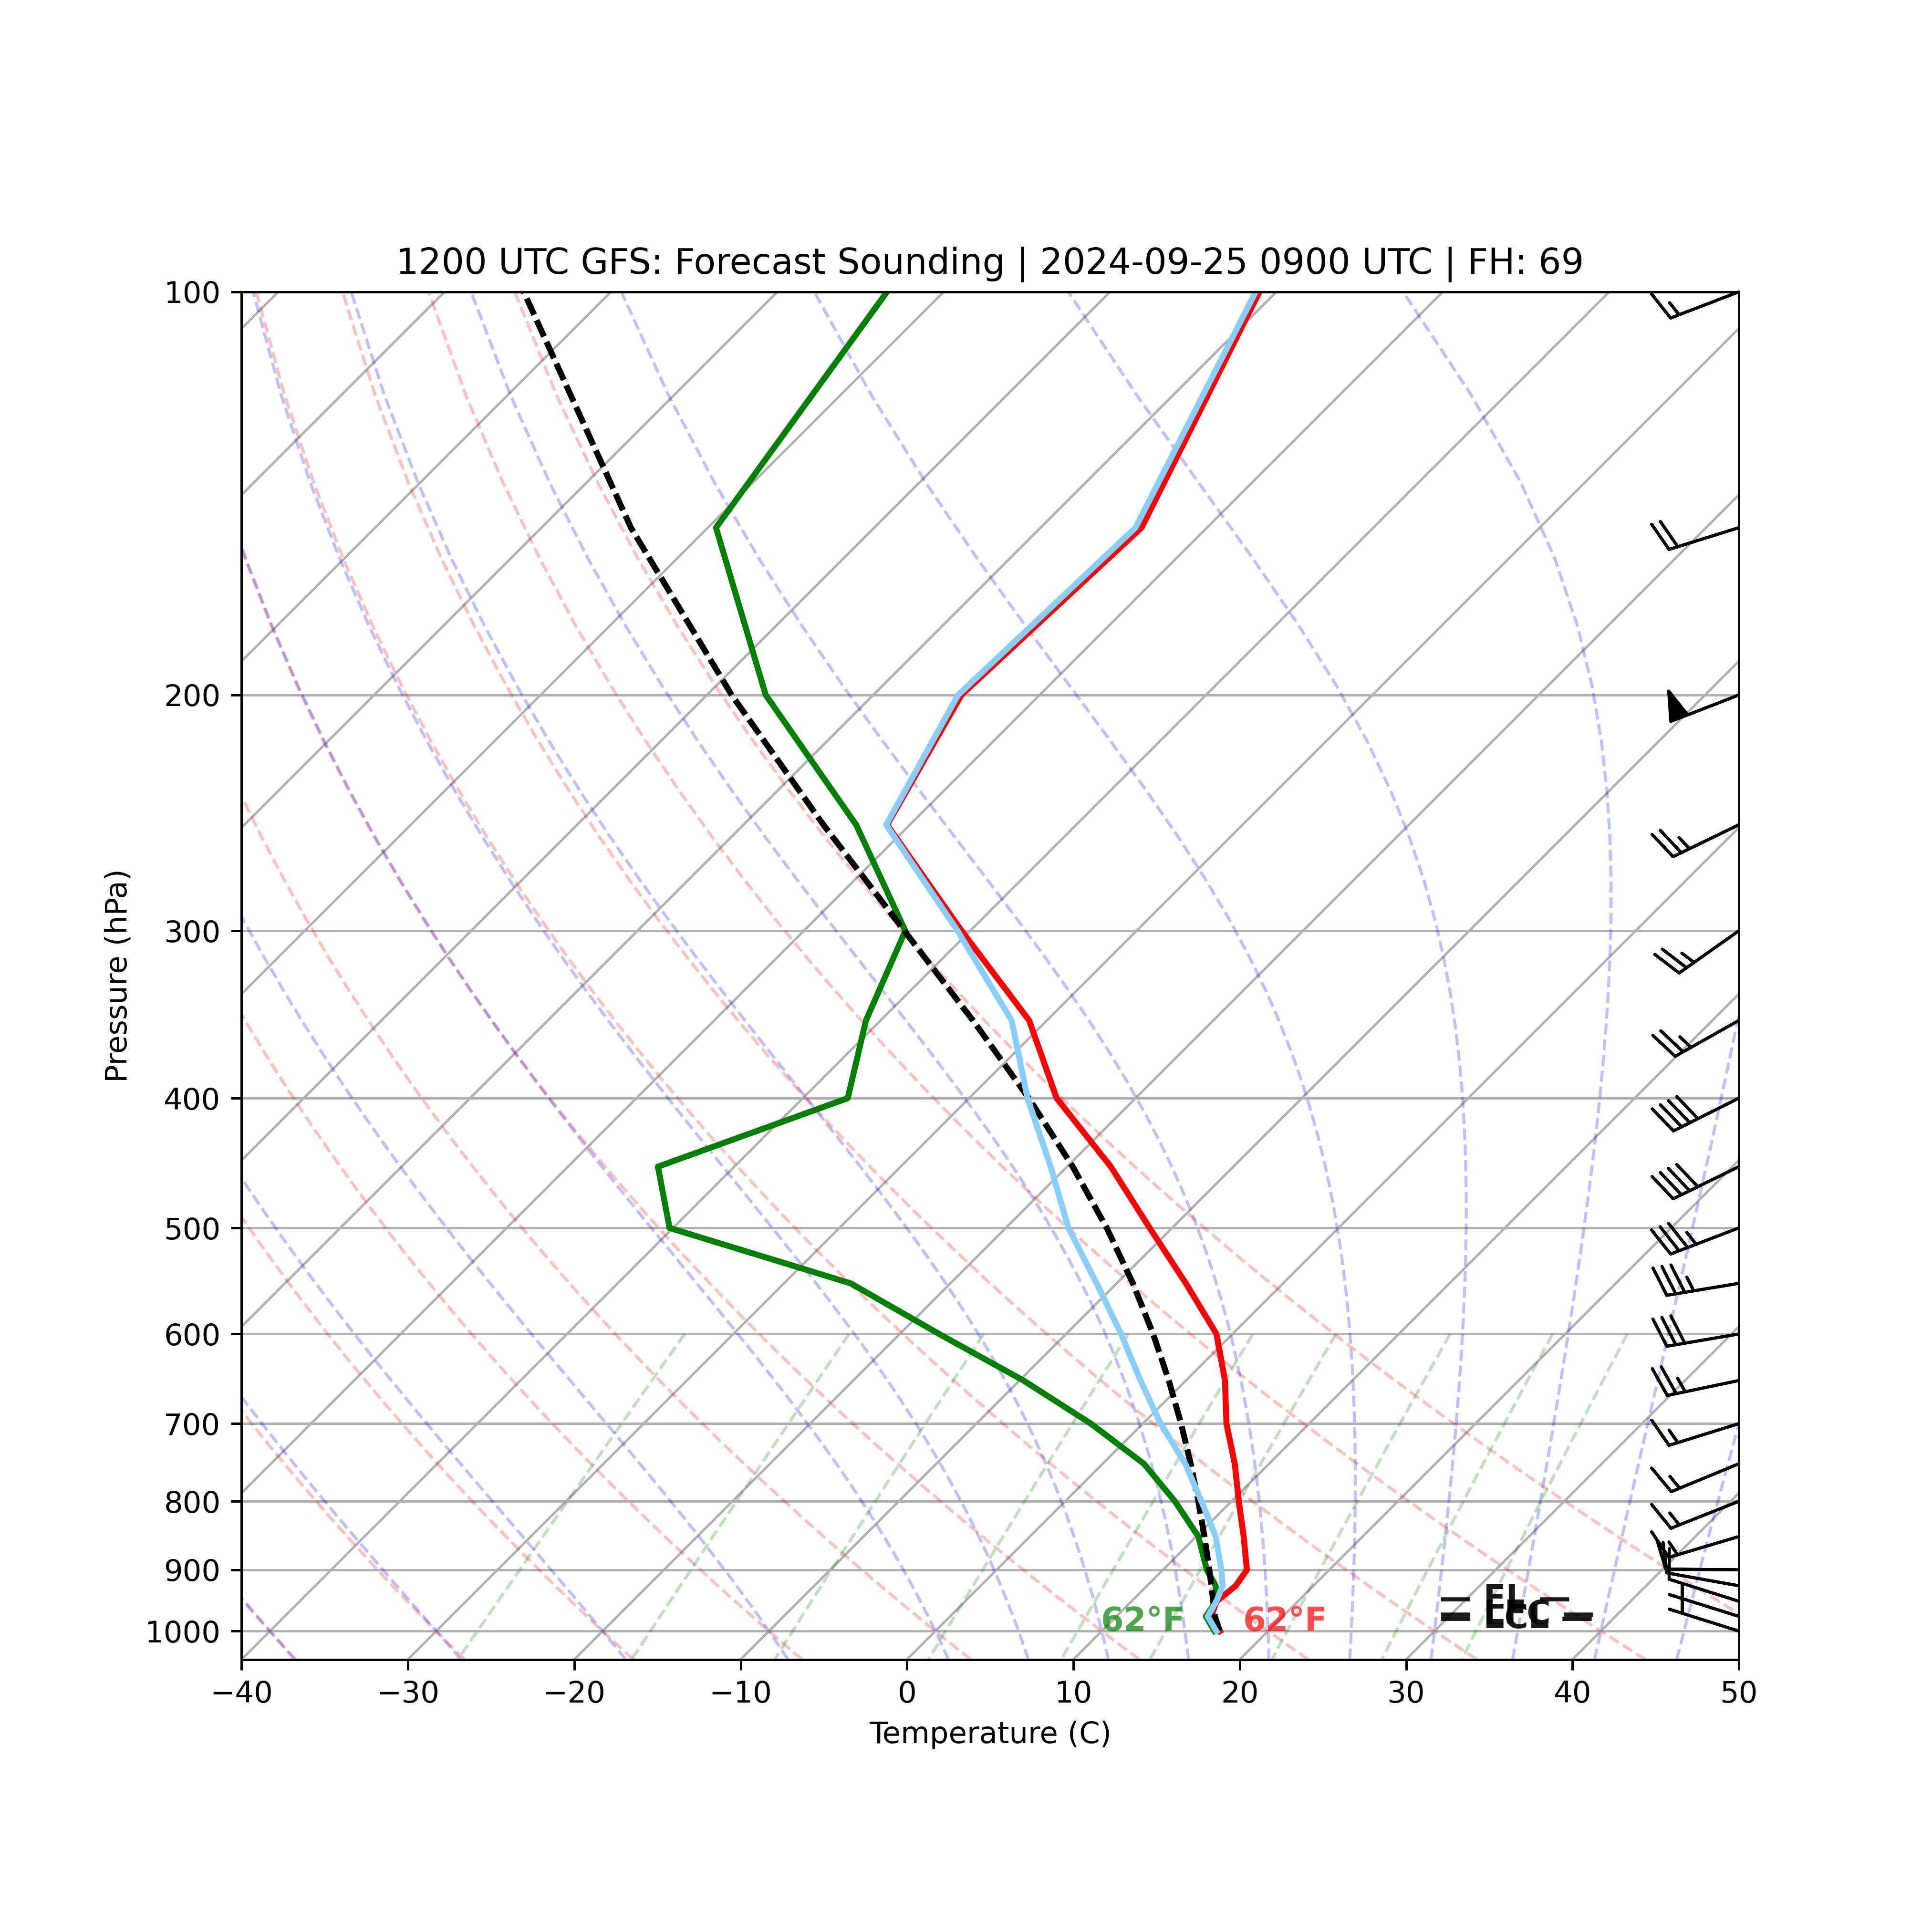 1200 UTC GFS: Forecast Sounding | 2024-09-25 0900 UTC | FH: 69
100
200
300
400
500
600
700
800
900
1000
Pressure (hPa)
62°F 62°F
— EL —
−40 −30 −20 −10 0 10 20 30 40 50
Temperature (C)